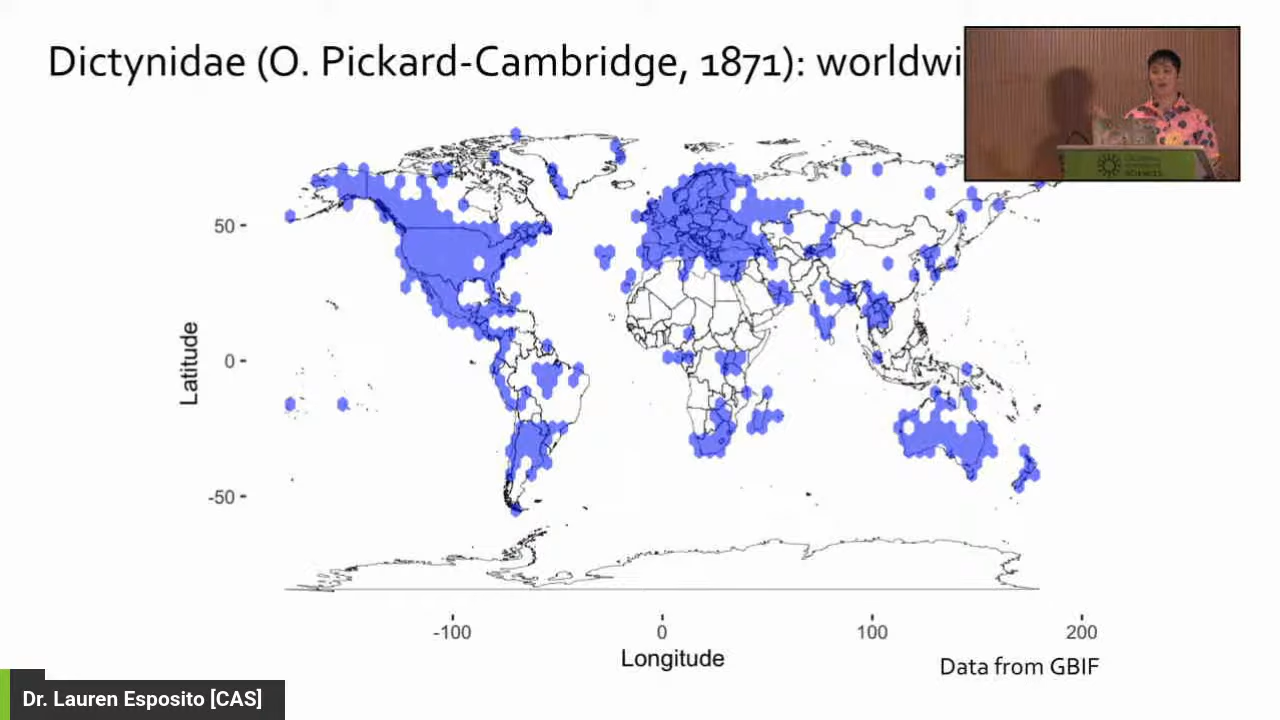 Dictynidae (O. Pickard-Cambridge, 1871): worldwi
50
0
-50
Latitude
-100
0
100
200
Longitude
Data from GBIF
Dr. Lauren Esposito [CAS]